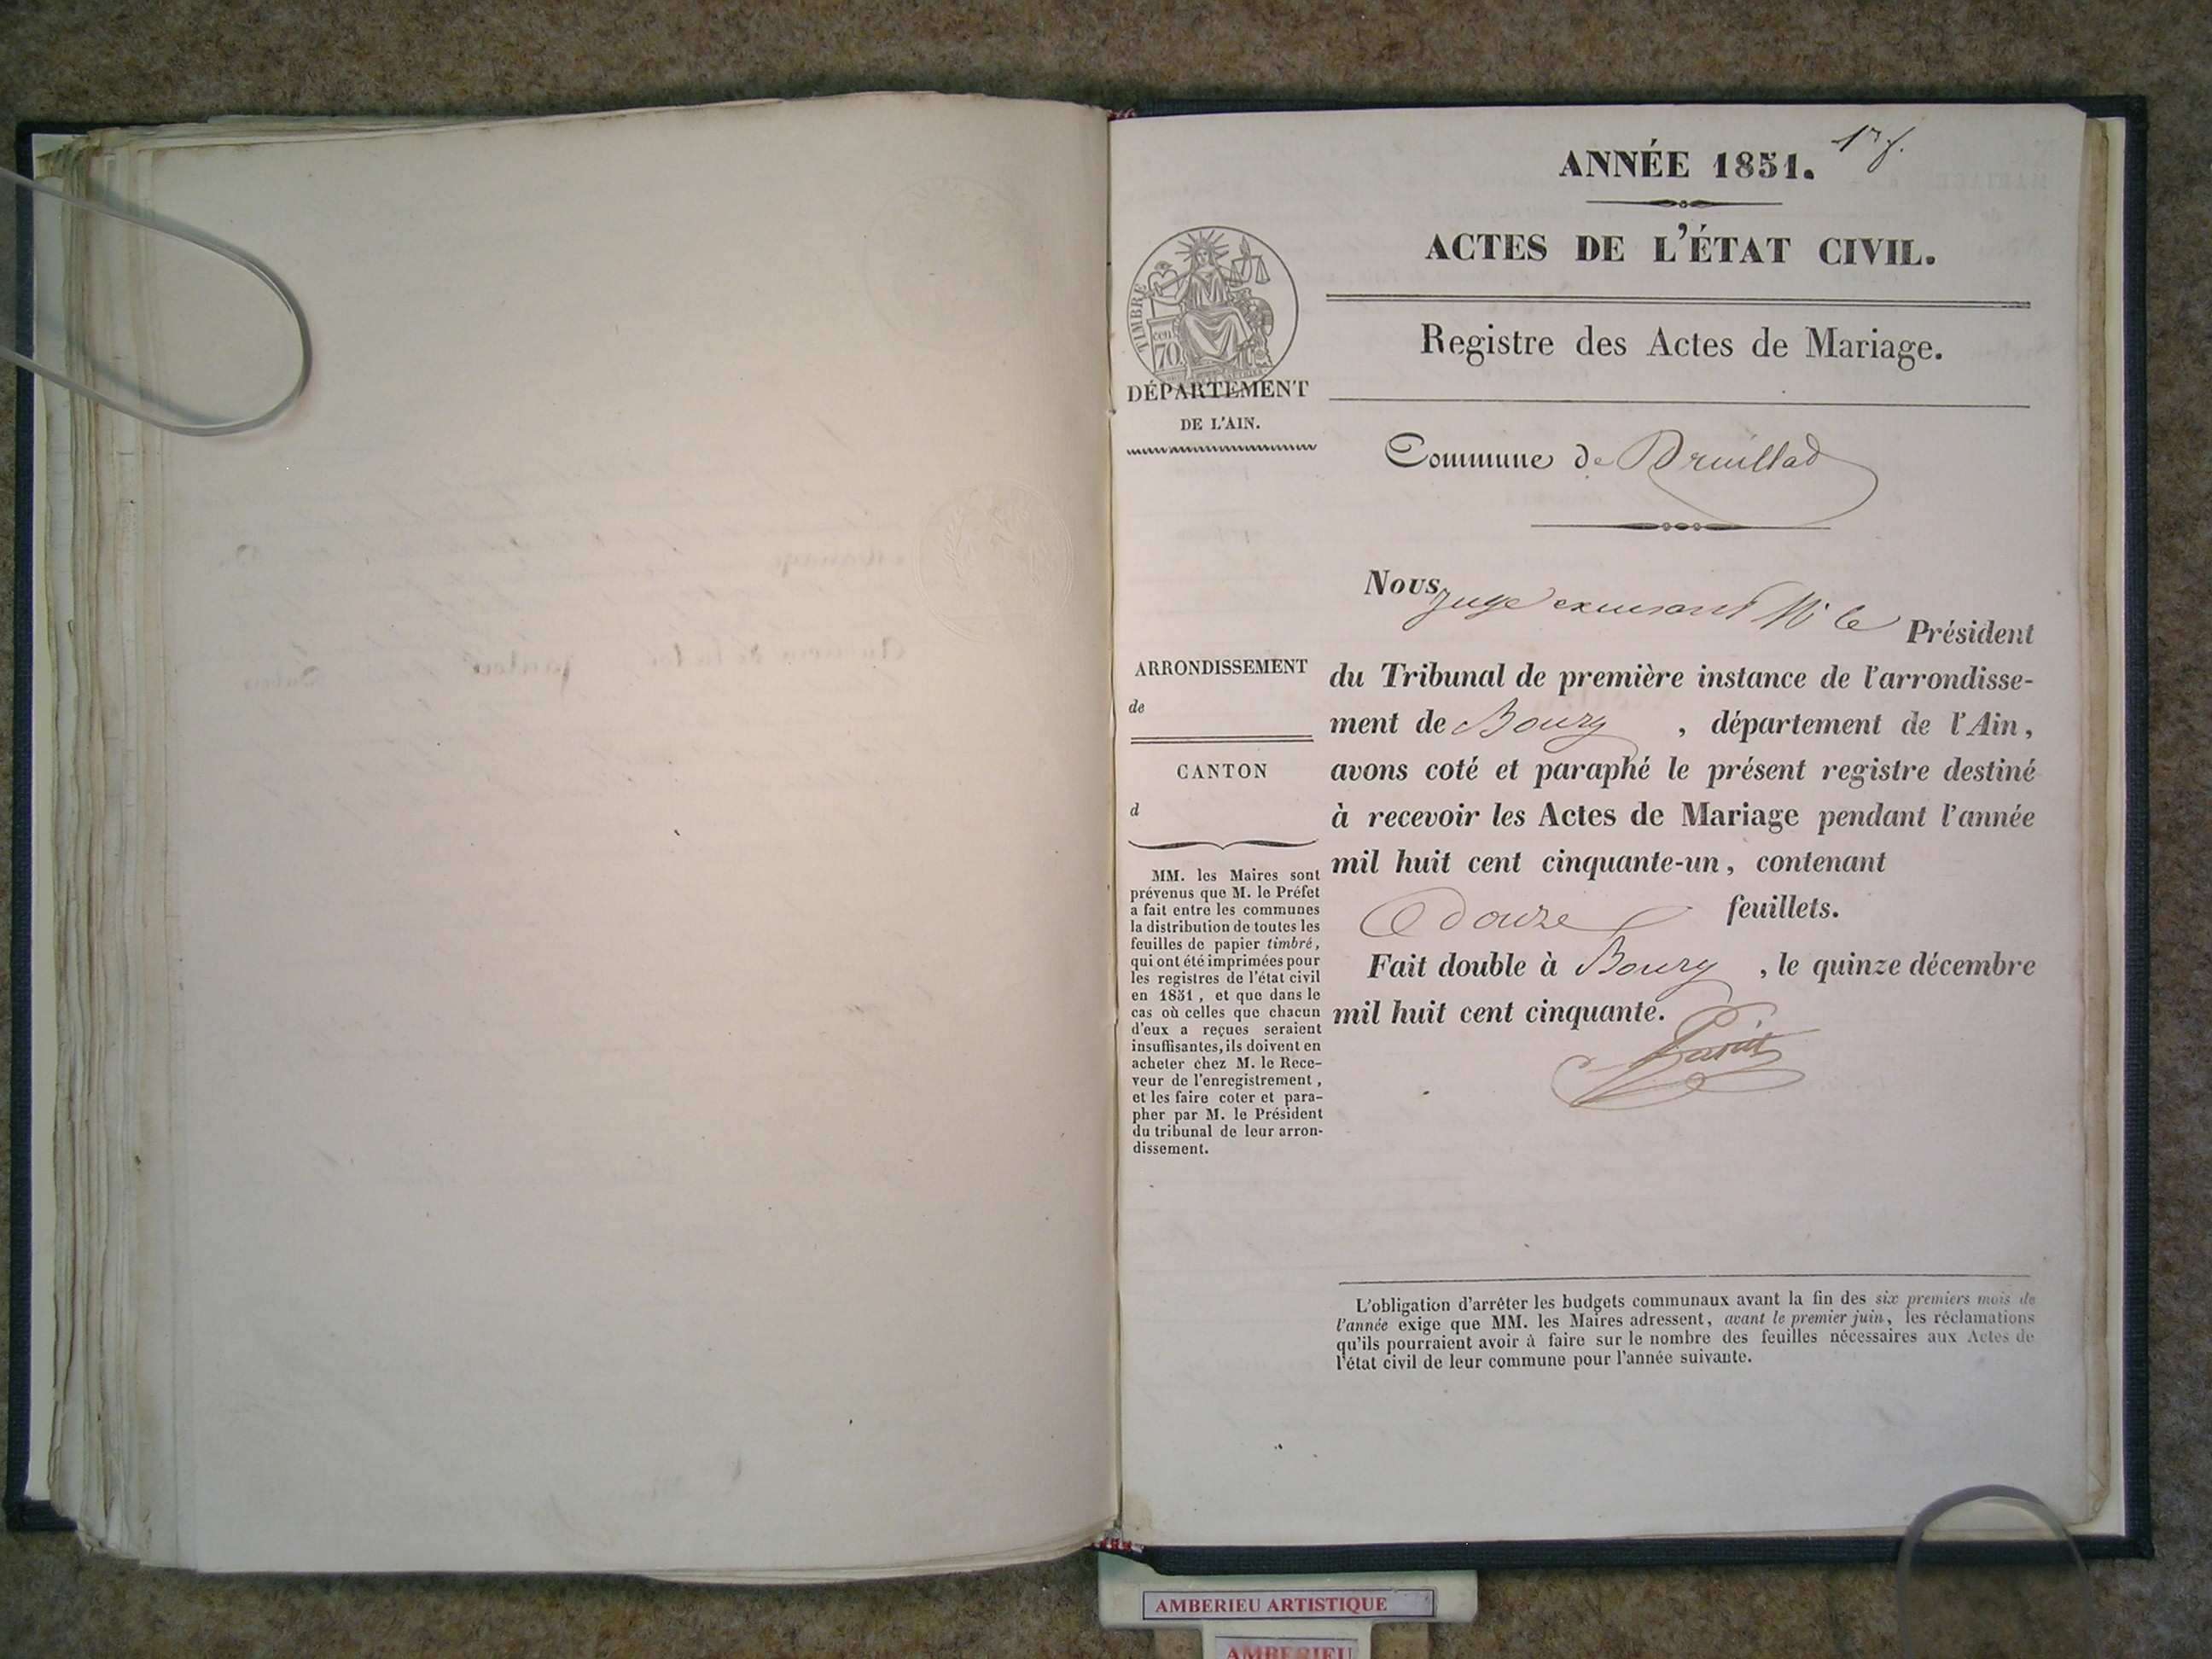 ANNÉE 1851.
ACTES DE L'ÉTAT CIVIL.
Registre des Actes de Mariage.
TIMBRE
cen
70
DÉPARTEMENT
DE L'AIN.
Commune de Druillad
Nous, juge excusant Mr le Président
du Tribunal de première instance de l'arrondisse-
ment de Bourg, département de l'Ain,
avons coté et paraphé le présent registre destiné
à recevoir les Actes de Mariage pendant l'année
mil huit cent cinquante-un, contenant
douze feuillets.
Fait double à Bourg, le quinze décembre
mil huit cent cinquante.
ARRONDISSEMENT
de
CANTON
d
MM. les Maires sont
prévenus que M. le Préfet
a fait entre les communes
la distribution de toutes les
feuilles de papier timbré,
qui ont été imprimées pour
les registres de l'état civil
en 1851, et que dans le
cas où celles que chacun
d'eux a reçues seraient
insuffisantes, ils doivent en
acheter chez M. le Rece-
veur de l'enregistrement,
et les faire coter et para-
pher par M. le Président
du tribunal de leur arron-
dissement.
L'obligation d'arrêter les budgets communaux avant la fin des six premiers mois de
l'année exige que MM. les Maires adressent, avant le premier juin, les réclamations
qu'ils pourraient avoir à faire sur le nombre des feuilles nécessaires aux Actes de
l'état civil de leur commune pour l'année suivante.
AMBERIEU ARTISTIQUE
AMBERIEU